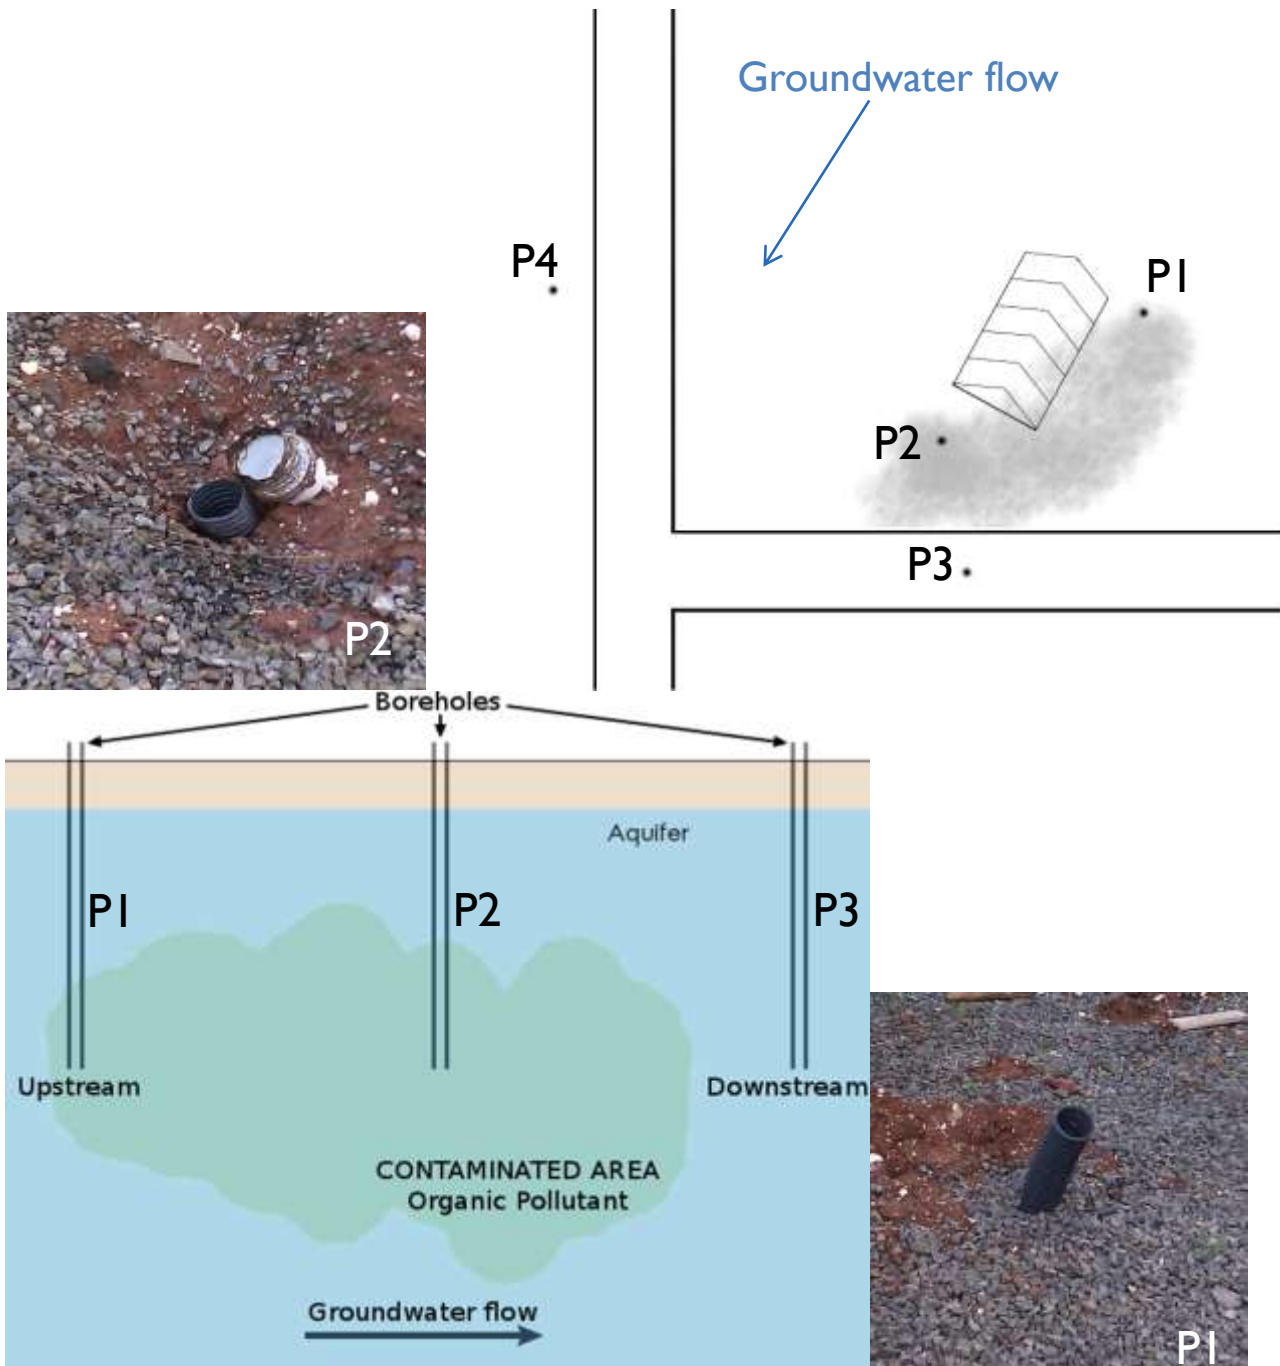 Groundwater flow
P4
P1
P2
P3
P2
Boreholes
Aquifer
P1
P2
P3
Upstream
Downstream
CONTAMINATED AREA
Organic Pollutant
Groundwater flow
P1